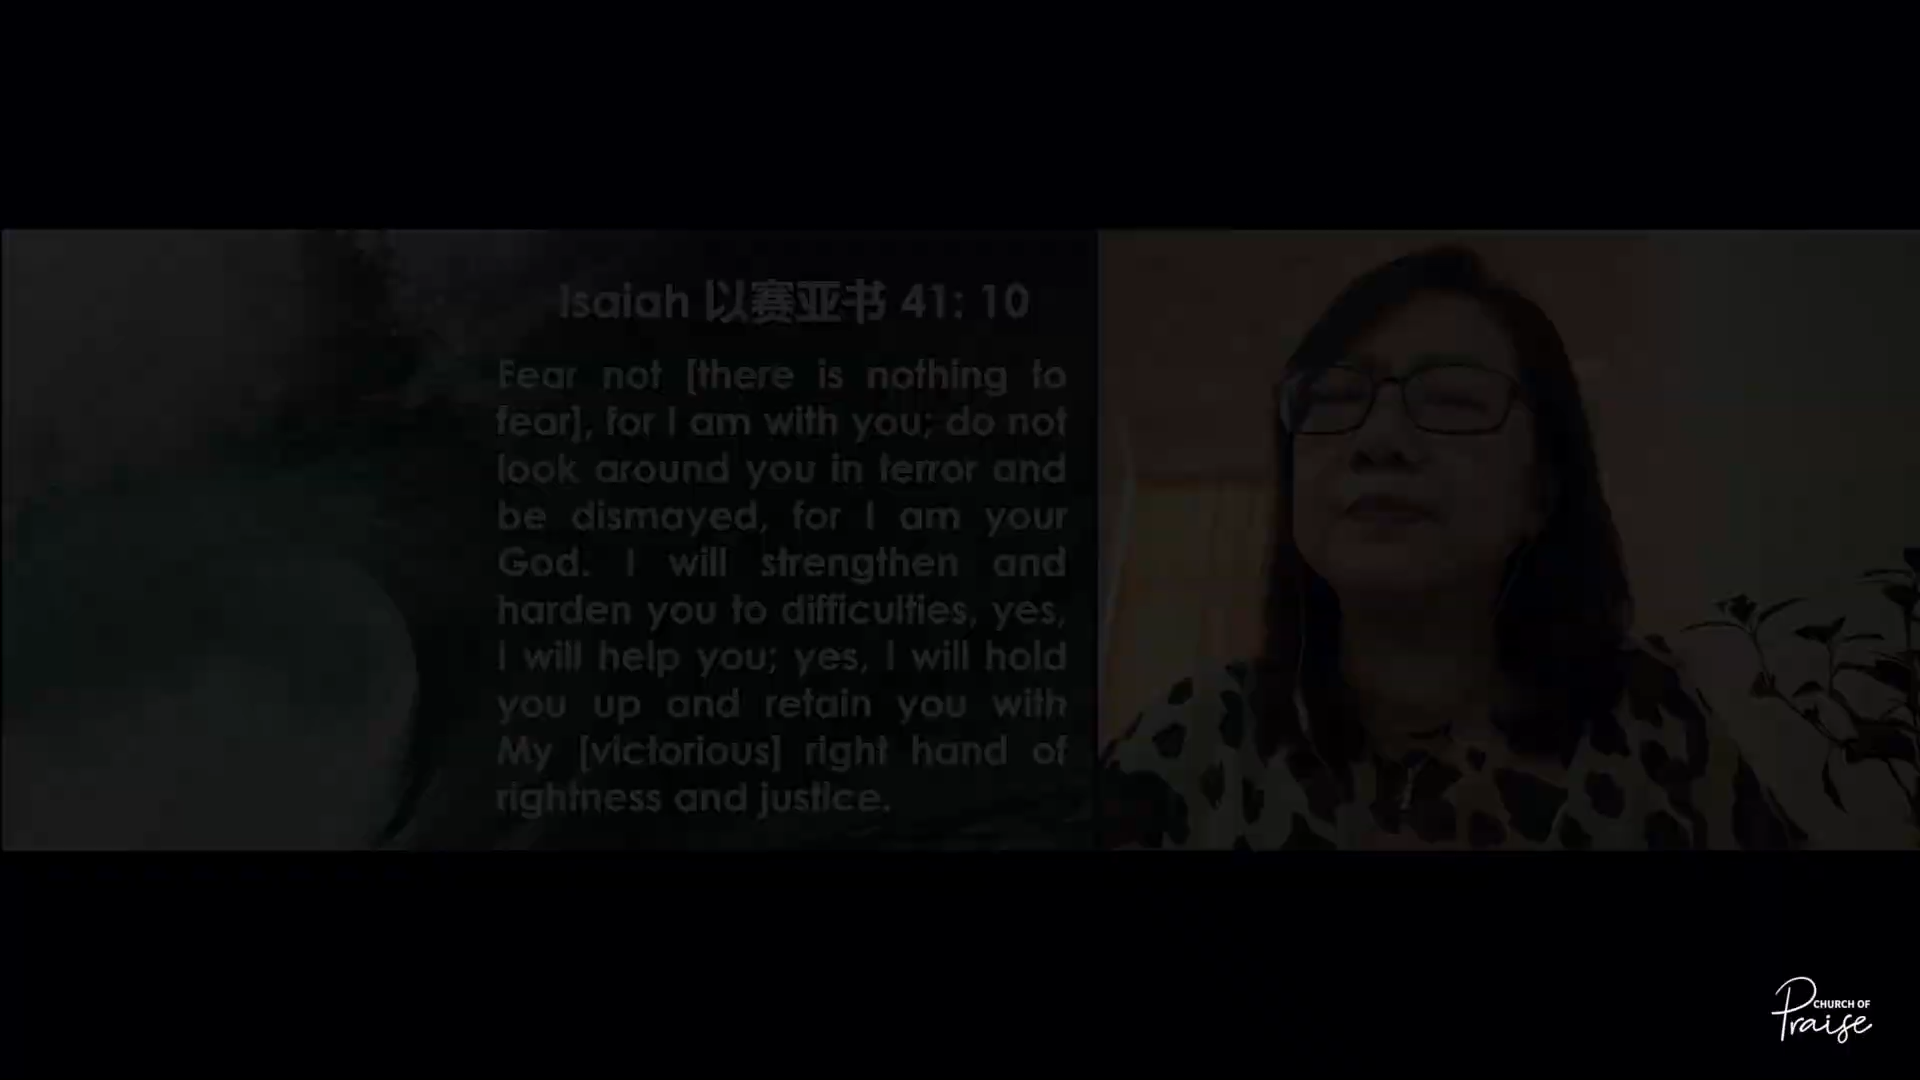 Isaiah 以赛亚书 41: 10
Fear not [there is nothing to
fear], for I am with you; do not
look around you in terror and
be dismayed, for I am your
God. I will strengthen and
harden you to difficulties, yes,
I will help you; yes, I will hold
you up and retain you with
My [victorious] right hand of
rightness and justice.
CHURCH OF
Praise